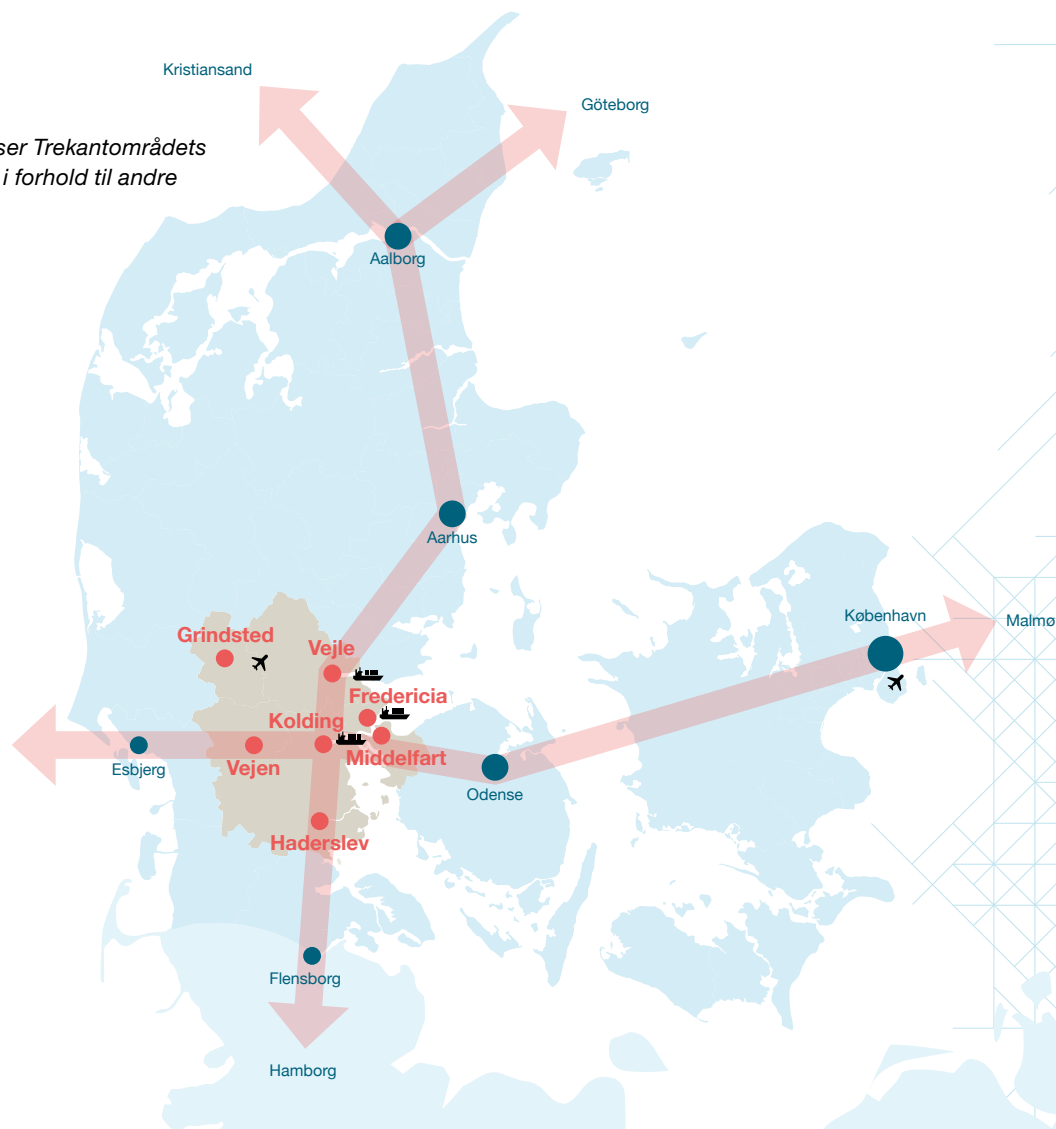 Kristiansand
Göteborg
ser Trekantområdets
i forhold til andre
Aalborg
Aarhus
København
Malmø
Grindsted
Vejle
Fredericia
Kolding
Middelfart
Esbjerg
Vejen
Odense
Haderslev
Flensborg
Hamborg